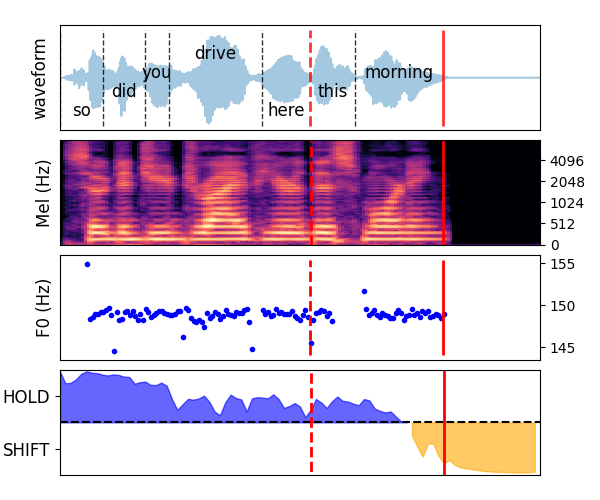 waveform
so
did
you
drive
here
this
morning
Mel (Hz)
4096
2048
1024
512
0
F0 (Hz)
155
150
145
HOLD
SHIFT